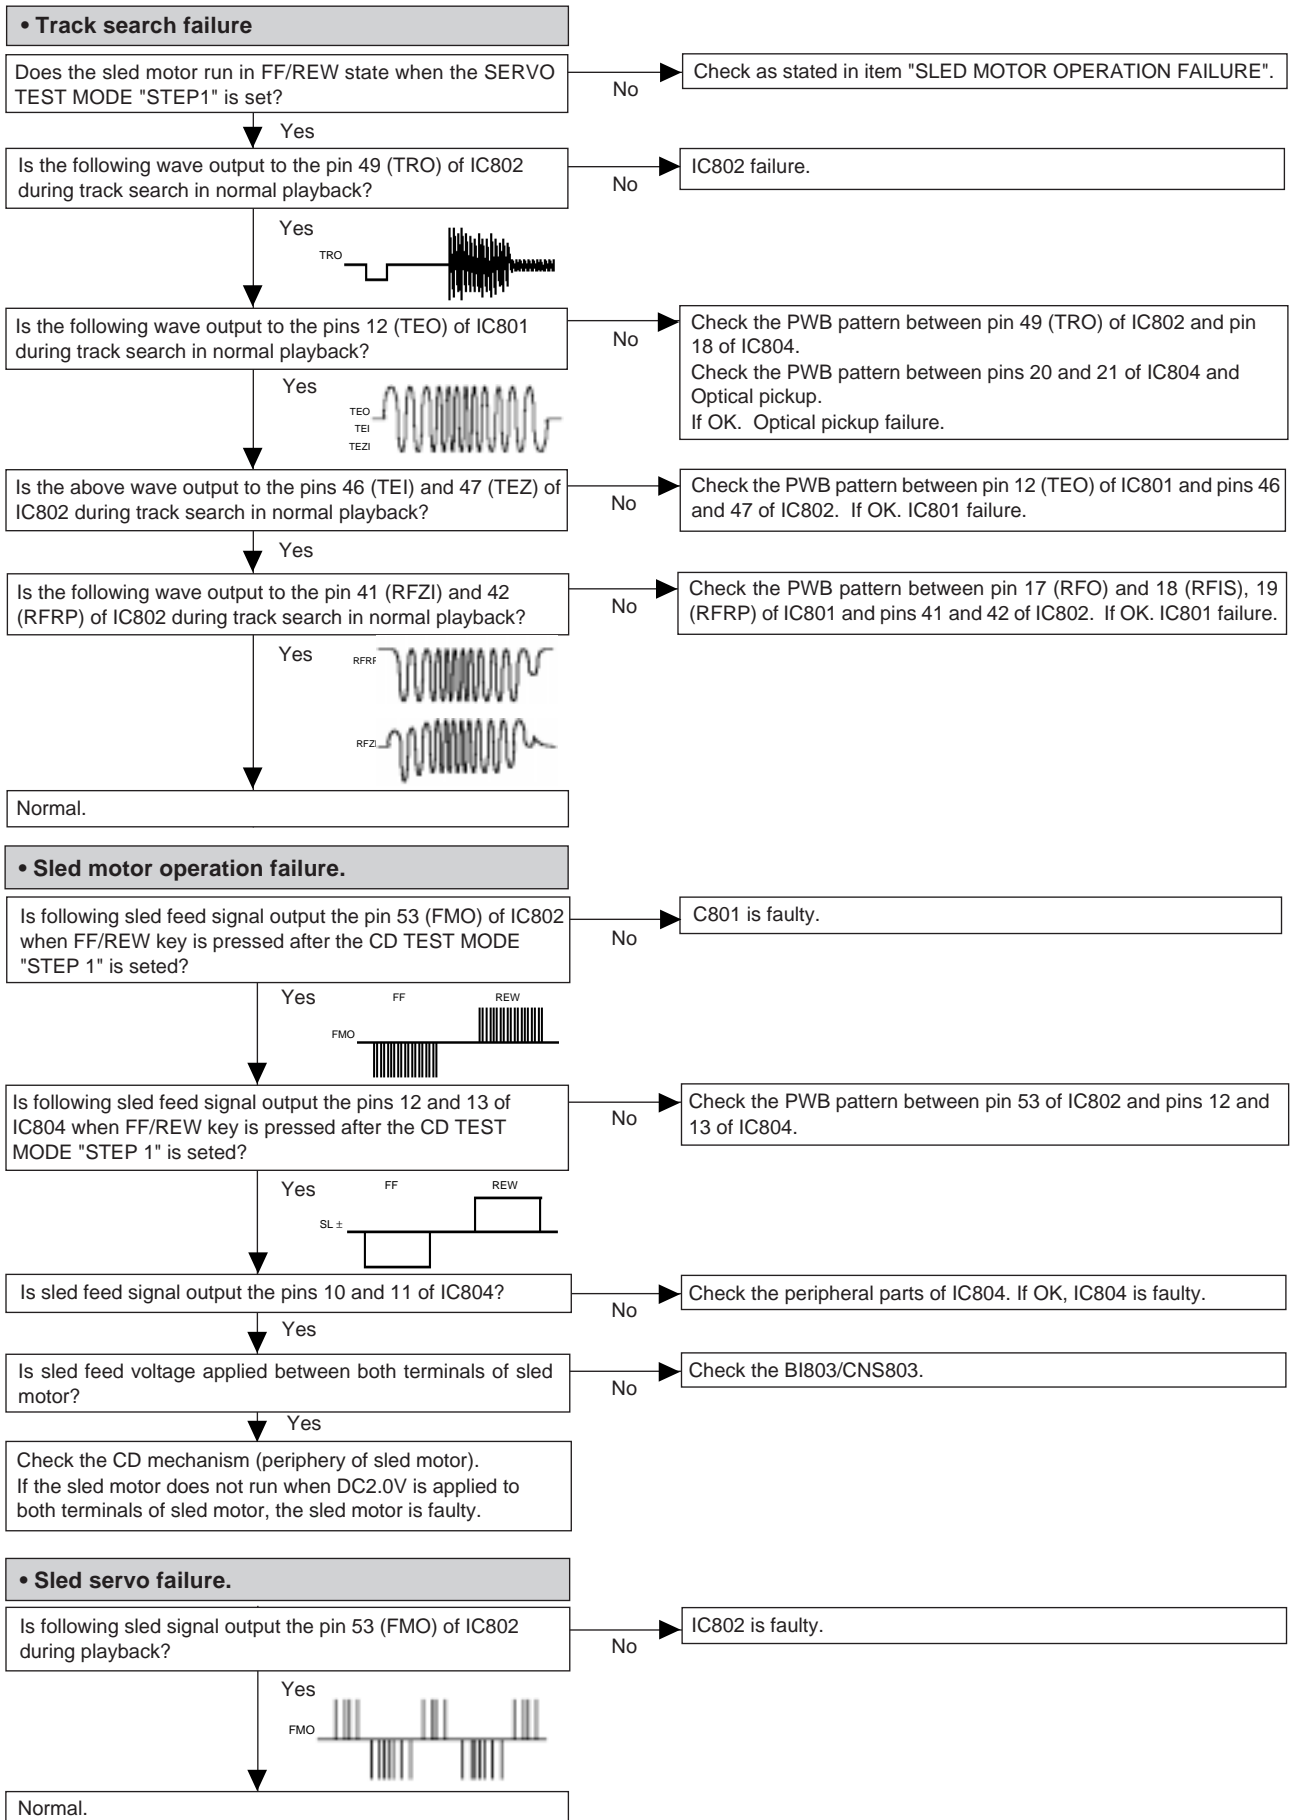 • Track search failure
Does the sled motor run in FF/REW state when the SERVO
TEST MODE "STEP1" is set?
No
Check as stated in item "SLED MOTOR OPERATION FAILURE".
Yes
Is the following wave output to the pin 49 (TRO) of IC802
during track search in normal playback?
No
IC802 failure.
Yes
TRO
Is the following wave output to the pins 12 (TEO) of IC801
during track search in normal playback?
No
Check the PWB pattern between pin 49 (TRO) of IC802 and pin
18 of IC804.
Check the PWB pattern between pins 20 and 21 of IC804 and
Optical pickup.
If OK. Optical pickup failure.
Yes
TEO
TEI
TEZI
Is the above wave output to the pins 46 (TEI) and 47 (TEZ) of
IC802 during track search in normal playback?
No
Check the PWB pattern between pin 12 (TEO) of IC801 and pins 46
and 47 of IC802. If OK. IC801 failure.
Yes
Is the following wave output to the pin 41 (RFZI) and 42
(RFRP) of IC802 during track search in normal playback?
No
Check the PWB pattern between pin 17 (RFO) and 18 (RFIS), 19
(RFRP) of IC801 and pins 41 and 42 of IC802. If OK. IC801 failure.
Yes
RFRP
RFZI
Normal.
• Sled motor operation failure.
Is following sled feed signal output the pin 53 (FMO) of IC802
when FF/REW key is pressed after the CD TEST MODE
"STEP 1" is seted?
No
C801 is faulty.
Yes
FF
REW
FMO
Is following sled feed signal output the pins 12 and 13 of
IC804 when FF/REW key is pressed after the CD TEST
MODE "STEP 1" is seted?
No
Check the PWB pattern between pin 53 of IC802 and pins 12 and
13 of IC804.
Yes
FF
REW
SL ±
Is sled feed signal output the pins 10 and 11 of IC804?
No
Check the peripheral parts of IC804. If OK, IC804 is faulty.
Yes
Is sled feed voltage applied between both terminals of sled
motor?
No
Check the BI803/CNS803.
Yes
Check the CD mechanism (periphery of sled motor).
If the sled motor does not run when DC2.0V is applied to
both terminals of sled motor, the sled motor is faulty.
• Sled servo failure.
Is following sled signal output the pin 53 (FMO) of IC802
during playback?
No
IC802 is faulty.
Yes
FMO
Normal.